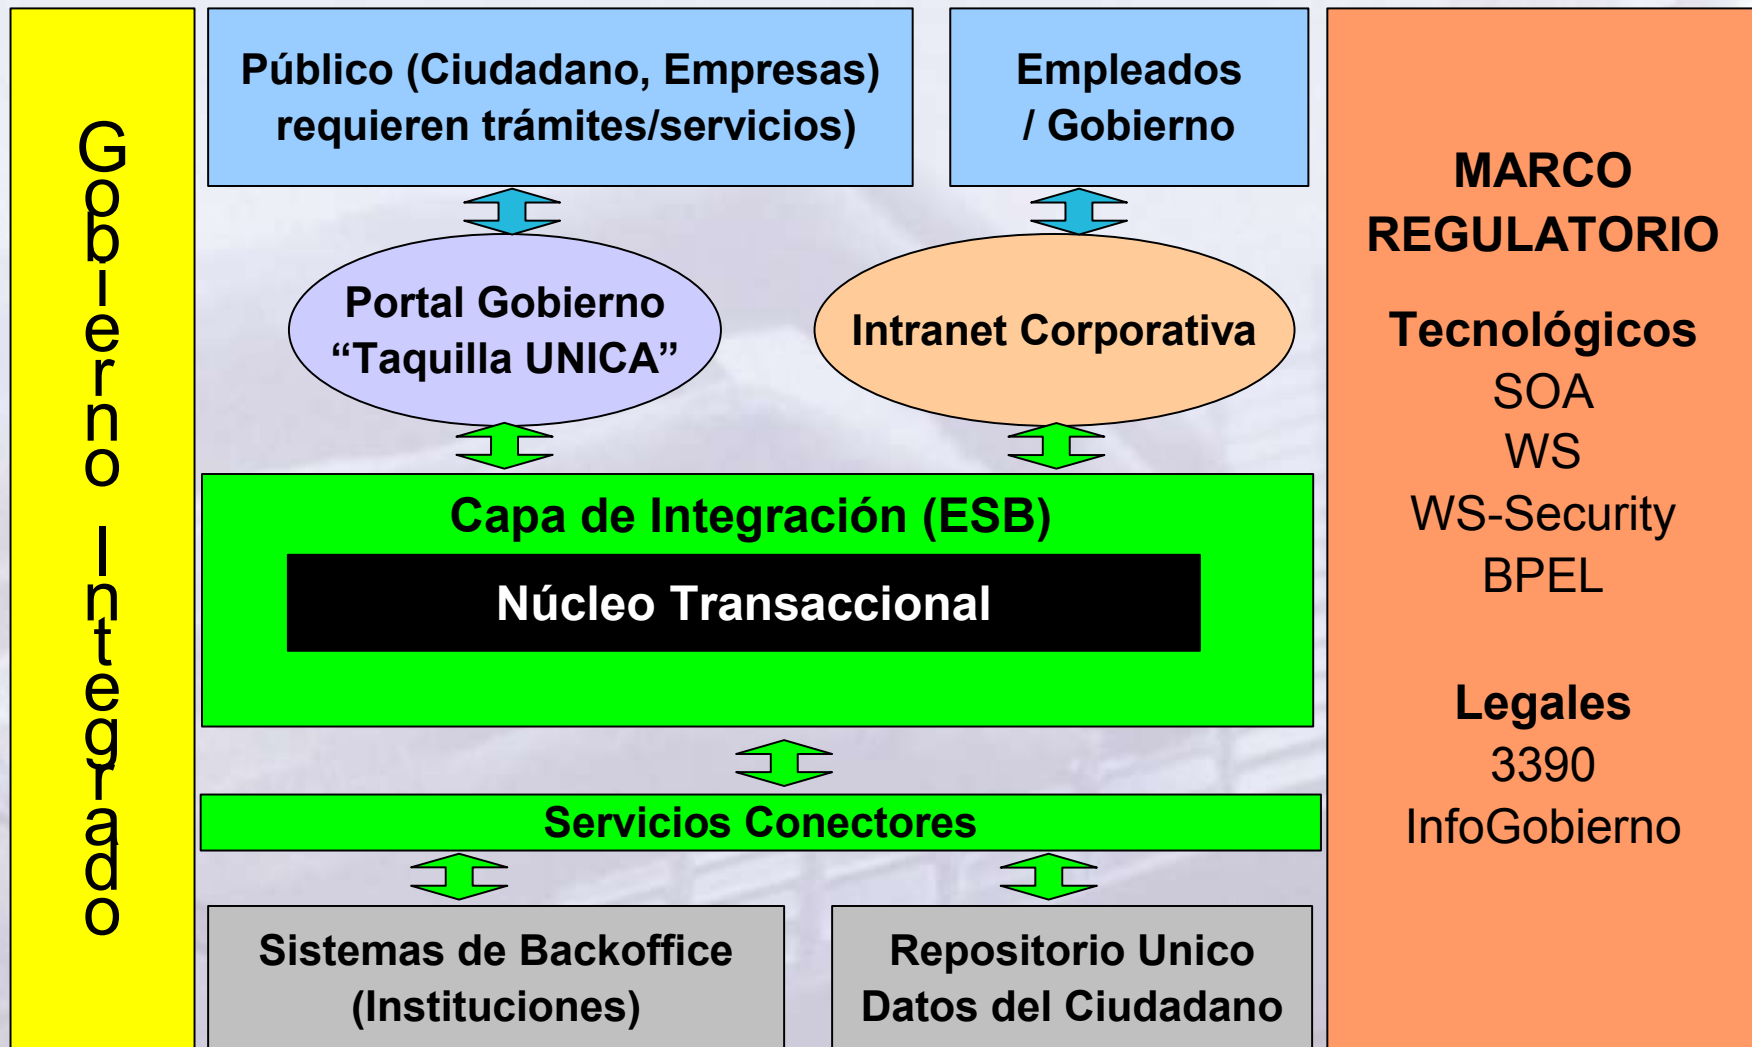 Gobierno Integrado
Público (Ciudadano, Empresas)
requieren trámites/servicios)
Empleados
/ Gobierno
Portal Gobierno
“Taquilla UNICA”
Intranet Corporativa
Capa de Integración (ESB)
Núcleo Transaccional
Servicios Conectores
Sistemas de Backoffice
(Instituciones)
Repositorio Unico
Datos del Ciudadano
MARCO
REGULATORIO
Tecnológicos
SOA
WS
WS-Security
BPEL
Legales
3390
InfoGobierno